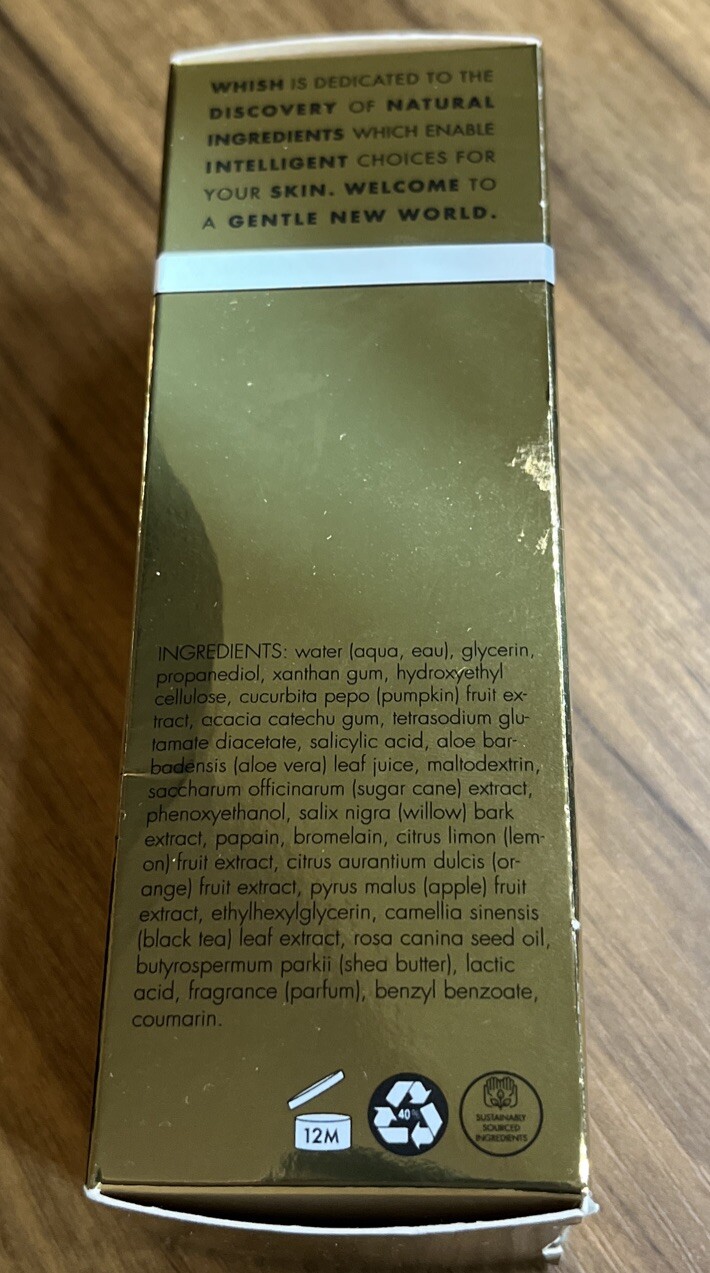 WHISH IS DEDICATED TO THE
DISCOVERY OF NATURAL
INGREDIENTS WHICH ENABLE
INTELLIGENT CHOICES FOR
YOUR SKIN. WELCOME TO
A GENTLE NEW WORLD.
INGREDIENTS: water (aqua, eau), glycerin,
propanediol, xanthan gum, hydroxyethyl
cellulose, cucurbita pepo (pumpkin) fruit ex-
tract, acacia catechu gum, tetrasodium glu-
tamate diacetate, salicylic acid, aloe bar-
badensis (aloe vera) leaf juice, maltodextrin,
saccharum officinarum (sugar cane) extract,
phenoxyethanol, salix nigra (willow) bark
extract, papain, bromelain, citrus limon (lem-
on) fruit extract, citrus aurantium dulcis (or-
ange) fruit extract, pyrus malus (apple) fruit
extract, ethylhexylglycerin, camellia sinensis
(black tea) leaf extract, rosa canina seed oil,
butyrospermum parkii (shea butter), lactic
acid, fragrance (parfum), benzyl benzoate,
coumarin.
12M
40%
SUSTAINABLY
SOURCED
INGREDIENTS